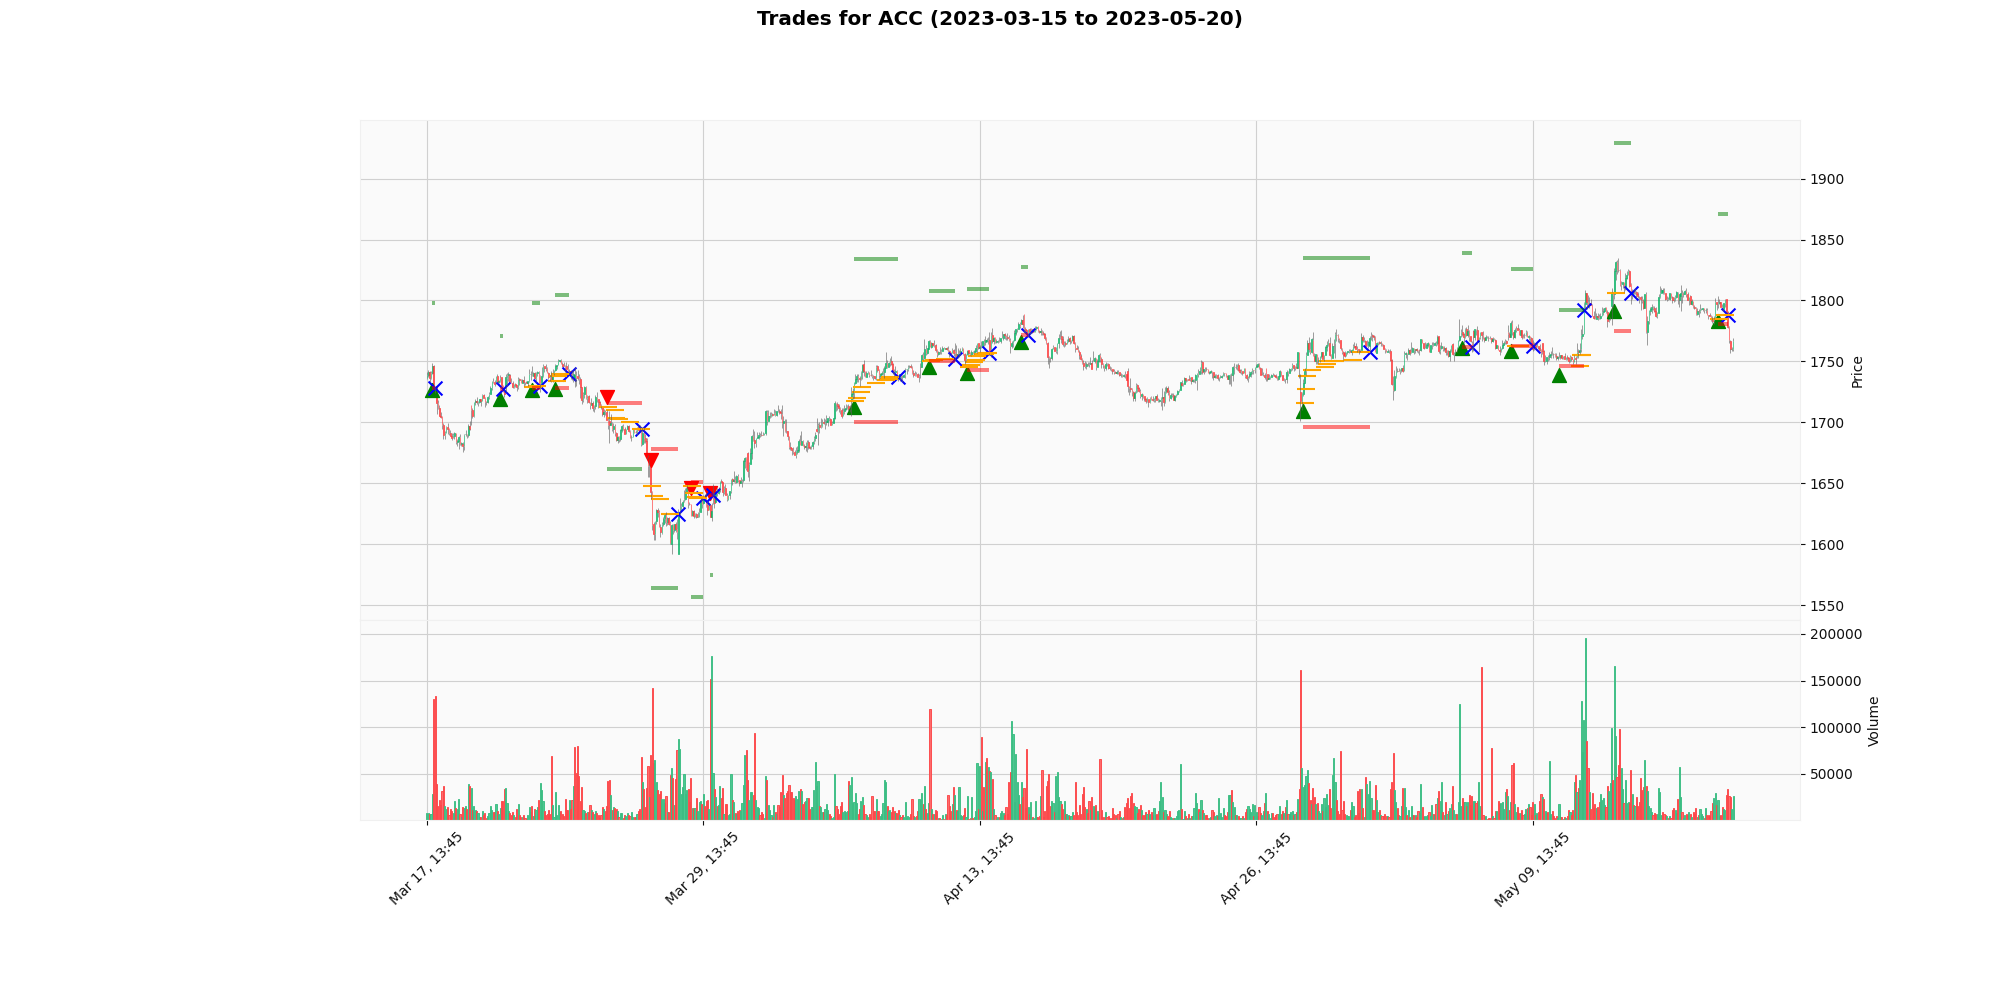 Trades for ACC (2023-03-15 to 2023-05-20)
1900
1850
1800
1750
1700
1650
1600
1550
Price
200000
150000
100000
50000
Volume
Mar 17, 13:45
Mar 29, 13:45
Apr 13, 13:45
Apr 26, 13:45
May 09, 13:45